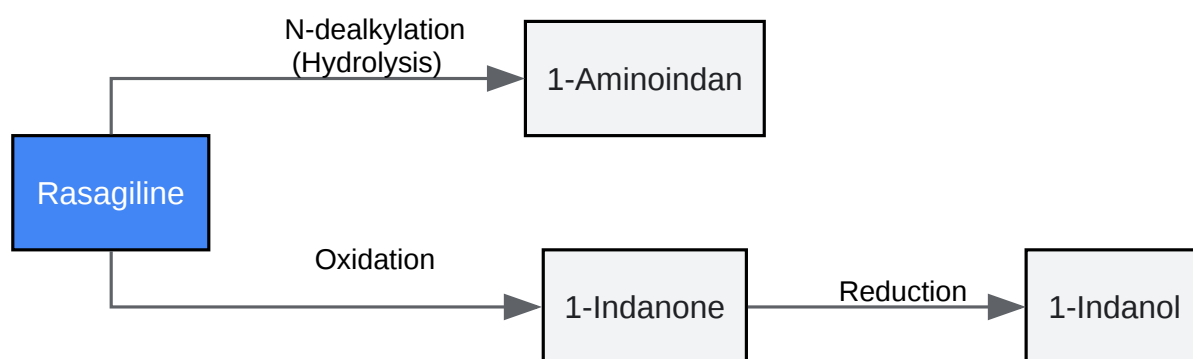 N-dealkylation
(Hydrolysis)
1-Aminoindan
Rasagiline
Oxidation
1-Indanone
Reduction
1-Indanol